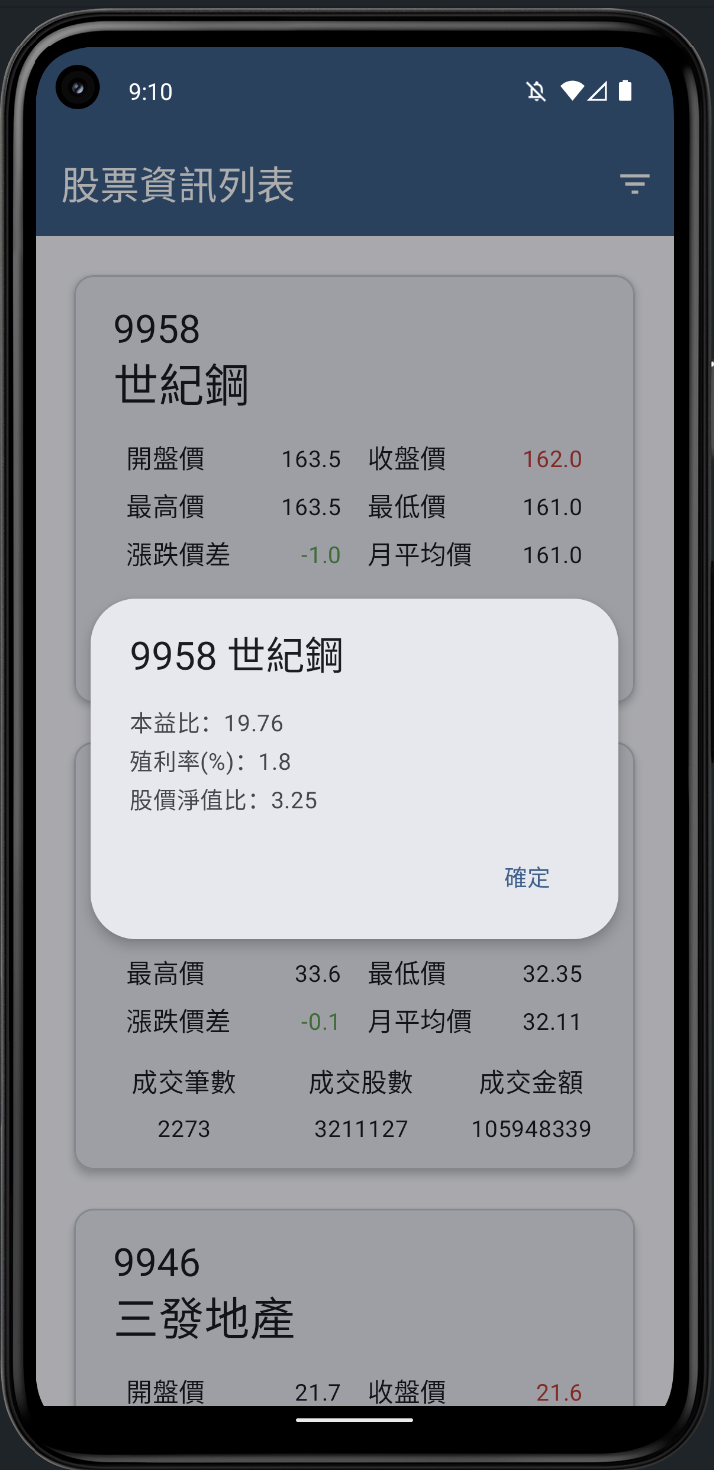 9:10
股票資訊列表
9958
世紀鋼
開盤價 163.5 收盤價 162.0
最高價 163.5 最低價 161.0
漲跌價差 -1.0 月平均價 161.0
9958 世紀鋼
本益比：19.76
殖利率(%)：1.8
股價淨值比：3.25
確定
最高價 33.6 最低價 32.35
漲跌價差 -0.1 月平均價 32.11
成交筆數 成交股數 成交金額
2273 3211127 105948339
9946
三發地產
開盤價 21.7 收盤價 21.6